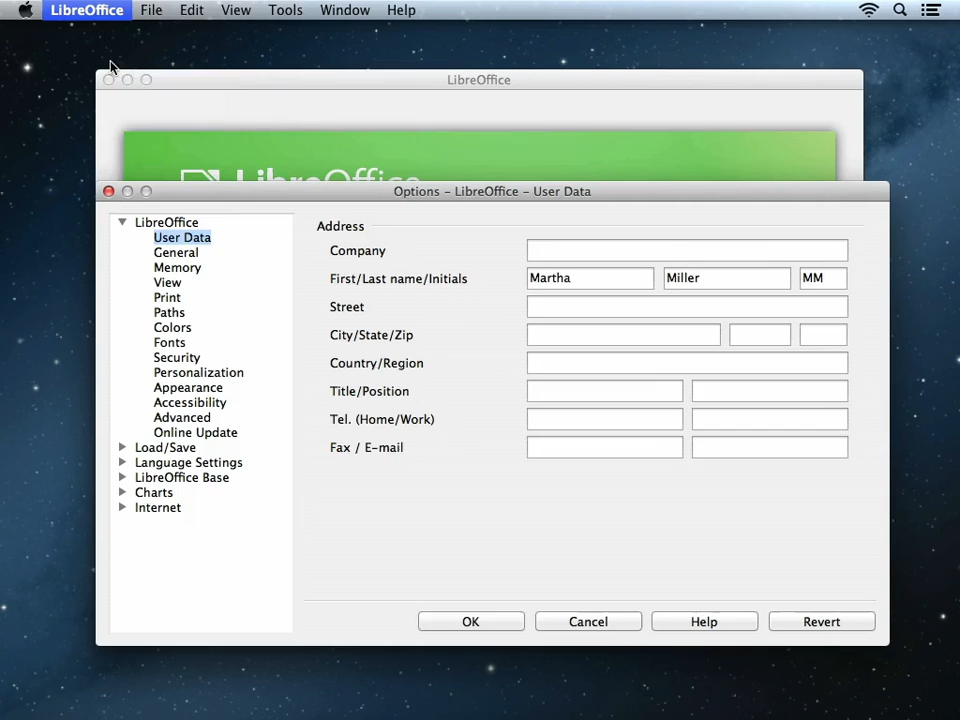 LibreOffice File Edit View Tools Window Help
LibreOffice
LibreOffice
Options – LibreOffice – User Data
LibreOffice
User Data
General
Memory
View
Print
Paths
Colors
Fonts
Security
Personalization
Appearance
Accessibility
Advanced
Online Update
Load/Save
Language Settings
LibreOffice Base
Charts
Internet
Address
Company
First/Last name/Initials Martha Miller MM
Street
City/State/Zip
Country/Region
Title/Position
Tel. (Home/Work)
Fax / E-mail
OK Cancel Help Revert